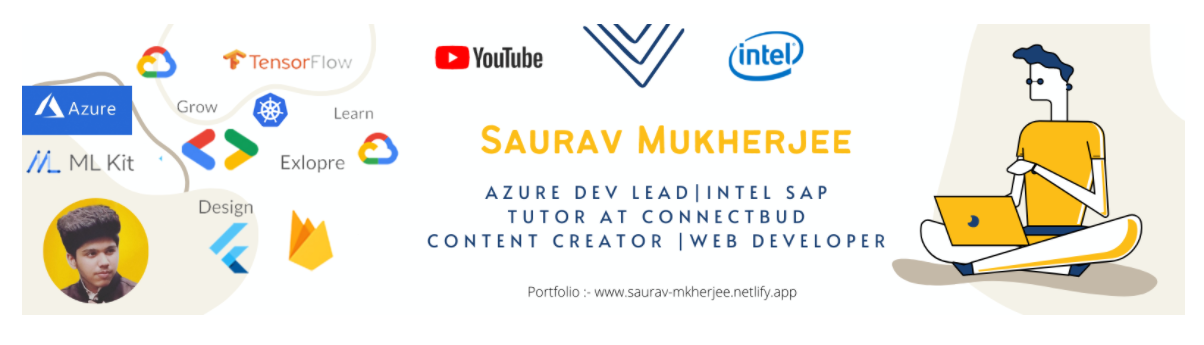 TensorFlow
YouTube
intel
Azure
Grow
Learn
ML Kit
Exlopre
Design
SAURAV MUKHERJEE
AZURE DEV LEAD|INTEL SAP
TUTOR AT CONNECTBUD
CONTENT CREATOR |WEB DEVELOPER
Portfolio :- www.saurav-mkherjee.netlify.app